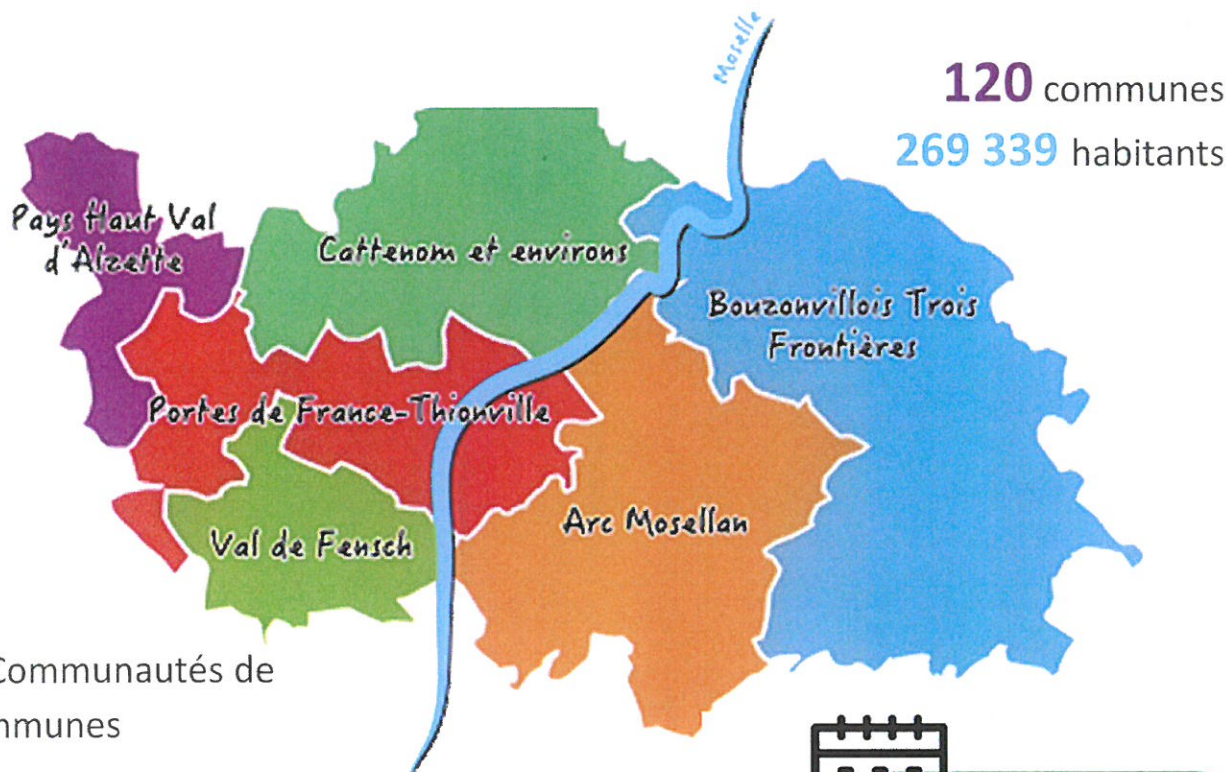 Moselle
120 communes
269 339 habitants
Pays Haut Val
d'Alzette
Cattenom et environs
Bouzonvillois Trois
Frontières
Portes de France-Thionville
Arc Mosellan
Val de Fensch
Communautés de